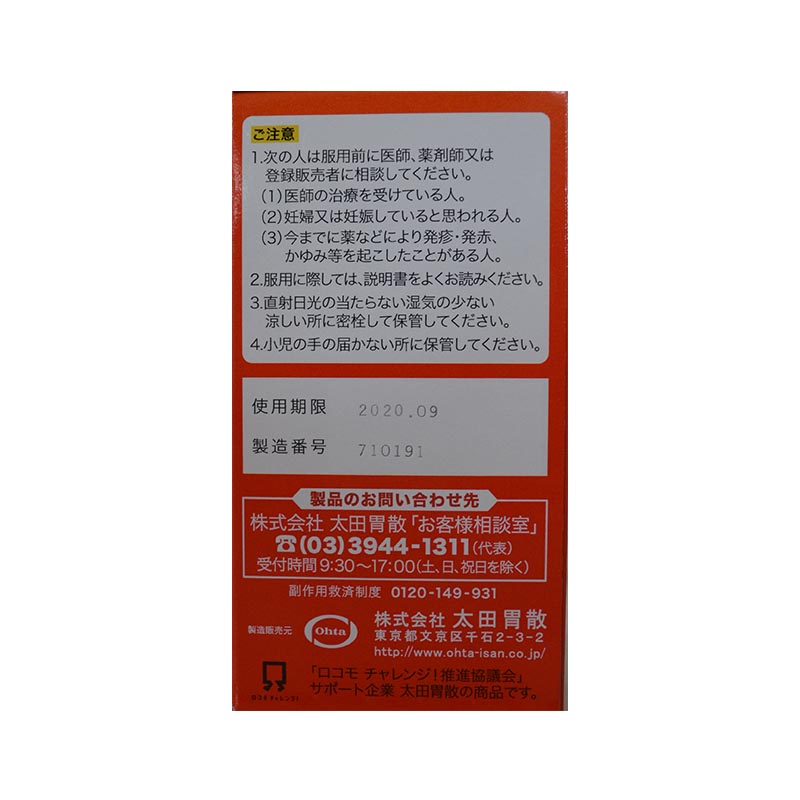 ご注意
1.次の人は服用前に医師、薬剤師又は
登録販売者に相談してください。
(1)医師の治療を受けている人。
(2)妊婦又は妊娠していると思われる人。
(3)今までに薬などにより発疹・発赤、
かゆみ等を起こしたことがある人。
2.服用に際しては、説明書をよくお読みください。
3.直射日光の当たらない湿気の少ない
涼しい所に密栓して保管してください。
4.小児の手の届かない所に保管してください。
使用期限 2020.09
製造番号 710191
製品のお問い合わせ先
株式会社 太田胃散「お客様相談室」
☎(03)3944-1311(代表)
受付時間9:30〜17:00(土、日、祝日を除く)
副作用救済制度 0120-149-931
製造販売元 Ohta 株式会社 太田胃散
東京都文京区千石2-3-2
http://www.ohta-isan.co.jp/
ロコモ チャレンジ!
「ロコモ チャレンジ!推進協議会」
サポート企業 太田胃散の商品です。